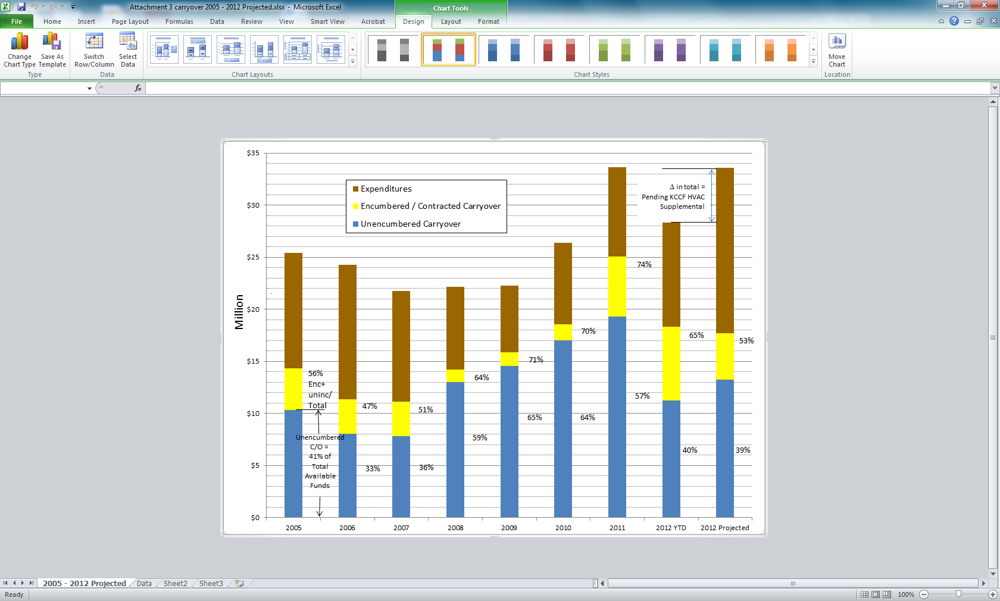 Attachment 3 carryover 2005 - 2012 Projected.xlsx - Microsoft Excel
Chart Tools
File Home Insert Page Layout Formulas Data Review View Smart View Acrobat Design Layout Format
Change Chart Type
Save As Template
Switch Row/Column
Select Data
Move Chart
Type Data Chart Layouts Chart Styles Location
fx
$35
$30
$25
$20
$15
$10
$5
$0
Million
Expenditures
Encumbered / Contracted Carryover
Unencumbered Carryover
Δ in total =
Pending KCCF HVAC
Supplemental
56%
Enc+
uninc/
Total
Unencumbered
C/O =
41% of
Total
Available
Funds
47%
33%
51%
36%
64%
59%
71%
65%
70%
64%
74%
57%
65%
40%
53%
39%
2005 2006 2007 2008 2009 2010 2011 2012 YTD 2012 Projected
2005 - 2012 Projected Data Sheet2 Sheet3
Ready
100%